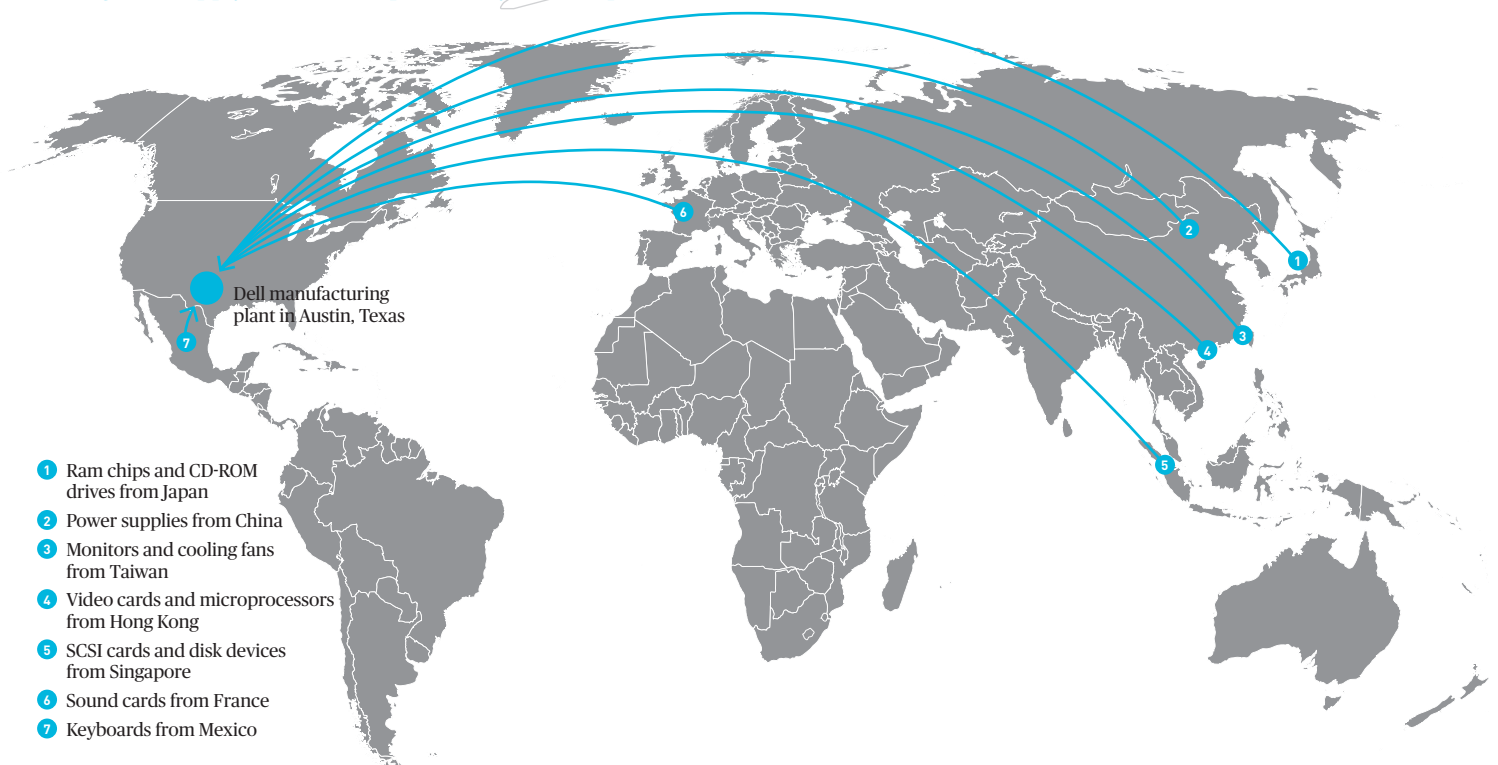 1
2
3
4
5
6
7
Dell manufacturing
plant in Austin, Texas
1 Ram chips and CD-ROM
drives from Japan
2 Power supplies from China
3 Monitors and cooling fans
from Taiwan
4 Video cards and microprocessors
from Hong Kong
5 SCSI cards and disk devices
from Singapore
6 Sound cards from France
7 Keyboards from Mexico